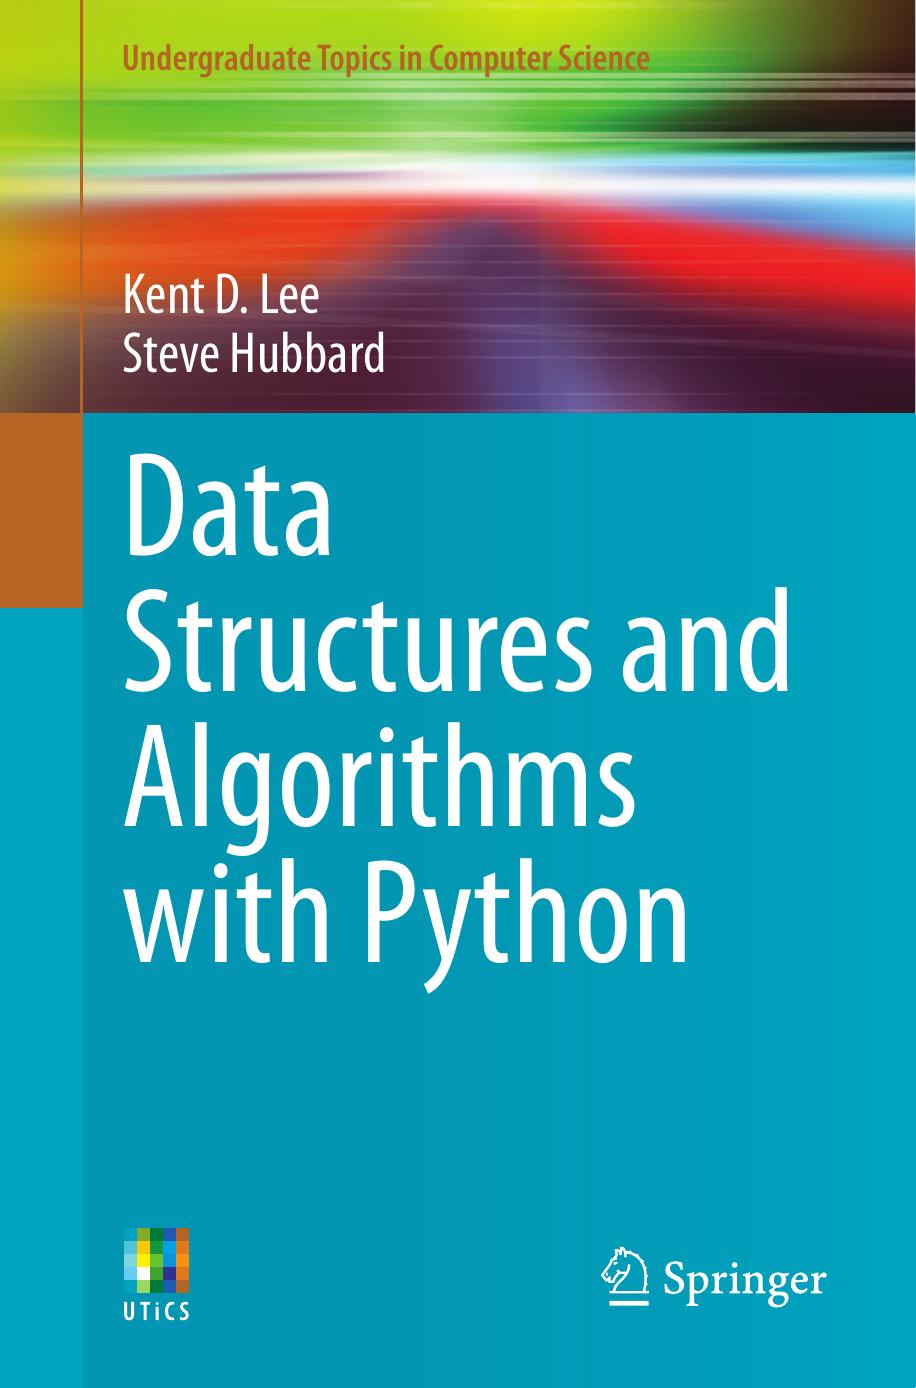 Undergraduate Topics in Computer Science
Kent D. Lee
Steve Hubbard
Data
Structures and
Algorithms
with Python
UTiCS
Springer